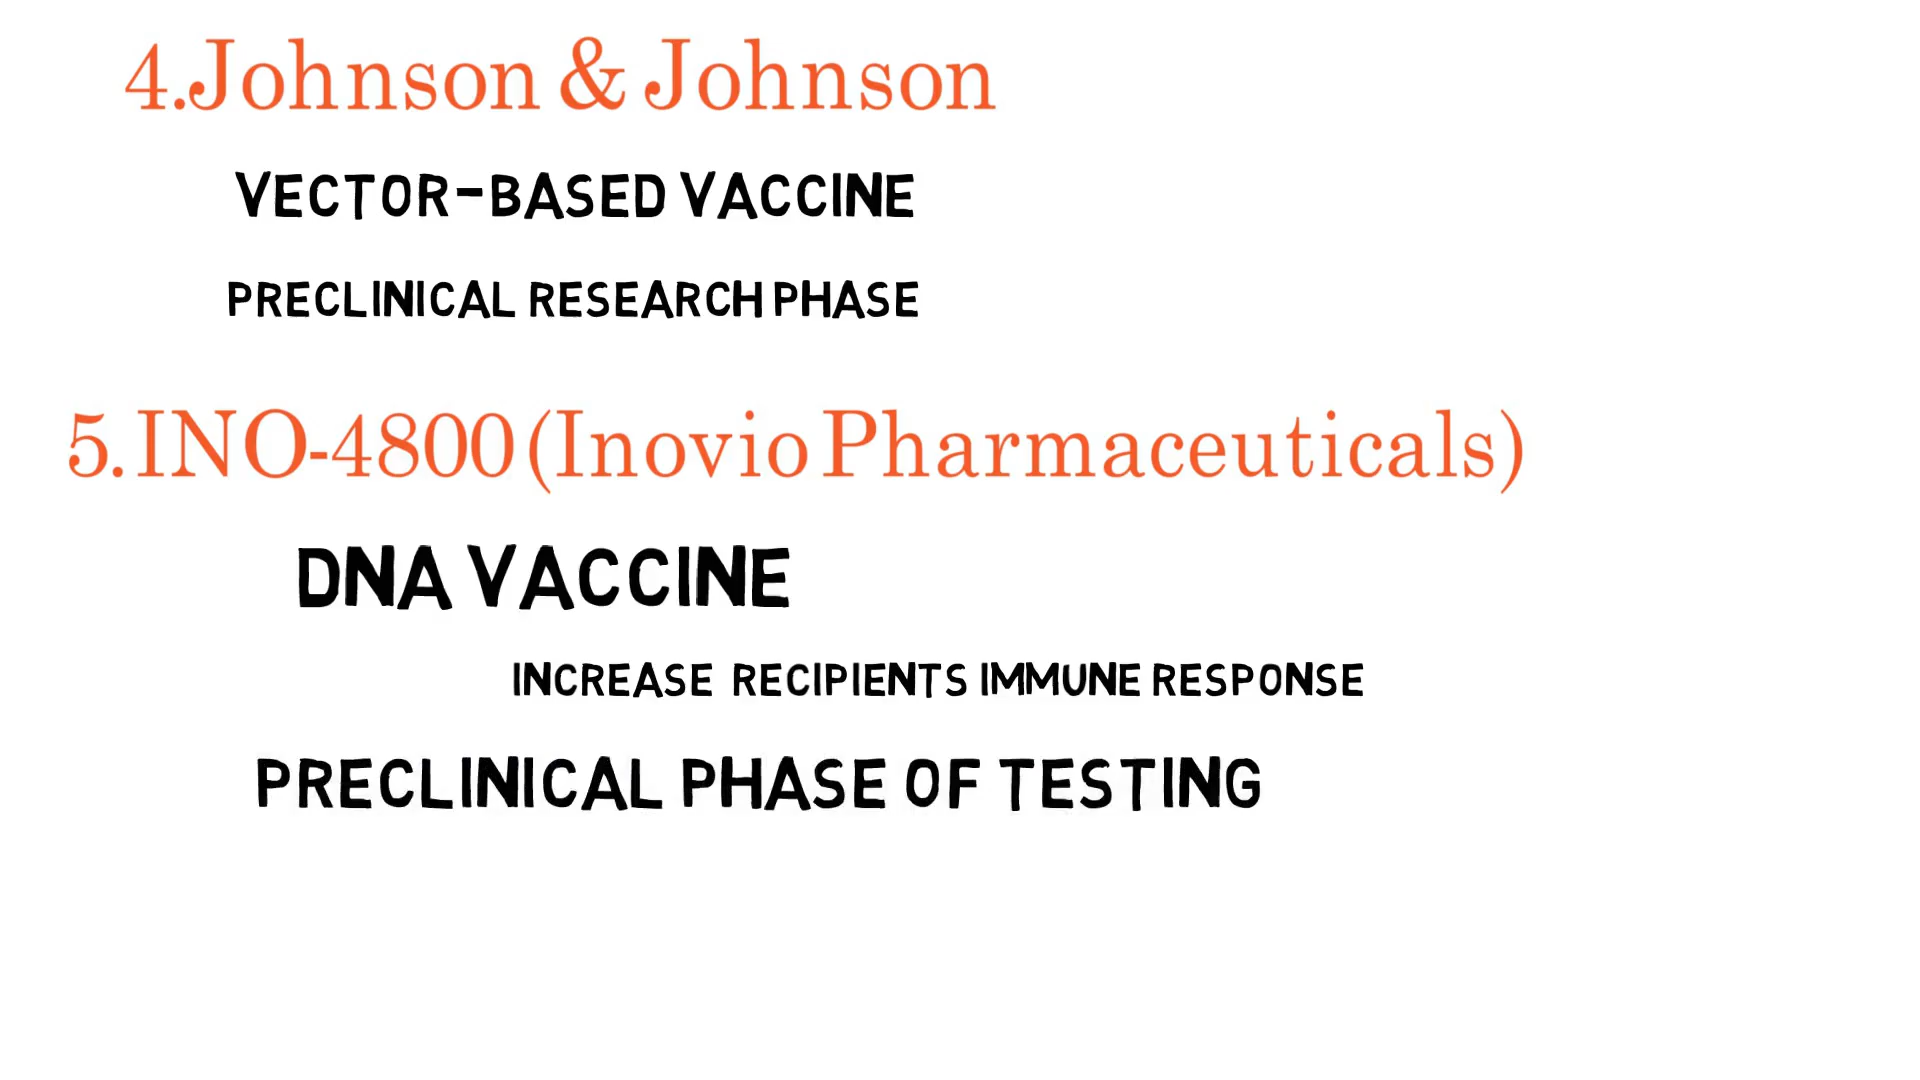 4.Johnson & Johnson
VECTOR-BASED VACCINE
PRECLINICAL RESEARCH PHASE
5.INO-4800(Inovio Pharmaceuticals)
DNA VACCINE
INCREASE RECIPIENTS IMMUNE RESPONSE
PRECLINICAL PHASE OF TESTING